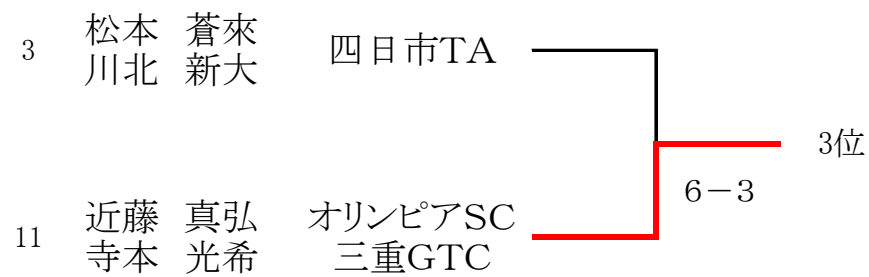 3 松本 蒼來 四日市TA
川北 新大
3位
6－3
11 近藤 真弘 オリンピアSC
寺本 光希 三重GTC